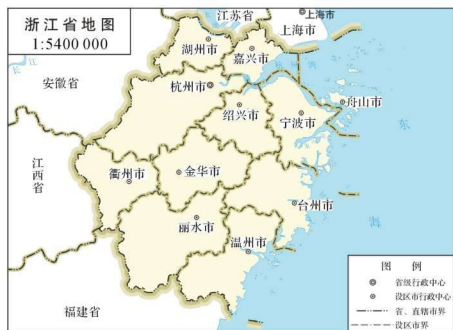 浙江省地图
1:5400 000
江苏省
上海市
上海市
湖州市
嘉兴市
长江
安徽省
杭州市
绍兴市
宁波市
舟山市
东
江西省
衢州市
金华市
台州市
丽水市
海
温州市
福建省
图 例
省级行政中心
设区市行政中心
省、直辖市界
设区市界